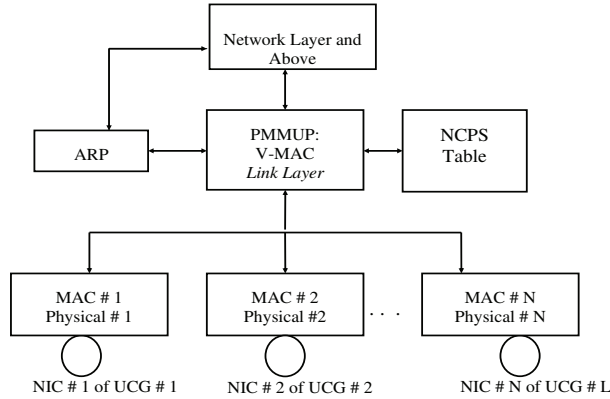 Network Layer and
Above
PMMUP:
V-MAC
Link Layer
NCPS
Table
ARP
MAC # 1
Physical # 1
MAC # 2
Physical #2
. . .
MAC # N
Physical # N
NIC # 1 of UCG # 1
NIC # 2 of UCG # 2
NIC # N of UCG # L